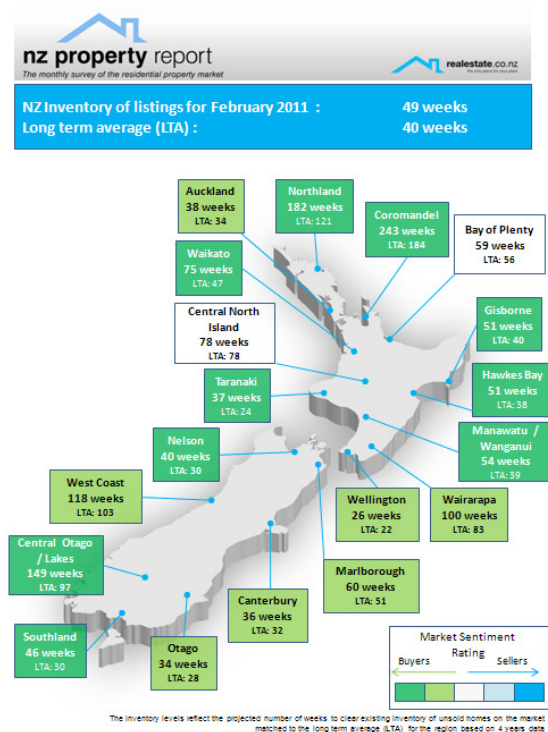 nz property report
The monthly survey of the residential property market
realestate.co.nz
The only place for your place
NZ Inventory of listings for February 2011 : 49 weeks
Long term average (LTA) : 40 weeks
Auckland
38 weeks
LTA: 34
Northland
182 weeks
LTA: 121
Coromandel
243 weeks
LTA: 184
Bay of Plenty
59 weeks
LTA: 56
Waikato
75 weeks
LTA: 47
Central North
Island
78 weeks
LTA: 78
Gisborne
51 weeks
LTA: 40
Taranaki
37 weeks
LTA: 24
Hawkes Bay
51 weeks
LTA: 38
Nelson
40 weeks
LTA: 30
Manawatu /
Wanganui
54 weeks
LTA: 39
West Coast
118 weeks
LTA: 103
Wellington
26 weeks
LTA: 22
Wairarapa
100 weeks
LTA: 83
Central Otago
/ Lakes
149 weeks
LTA: 97
Marlborough
60 weeks
LTA: 51
Canterbury
36 weeks
LTA: 32
Southland
46 weeks
LTA: 30
Otago
34 weeks
LTA: 28
Market Sentiment
Rating
Buyers Sellers
The inventory levels reflect the projected number of weeks to clear existing inventory of unsold homes on the market
matched to the long term average (LTA) for the region based on 4 years data